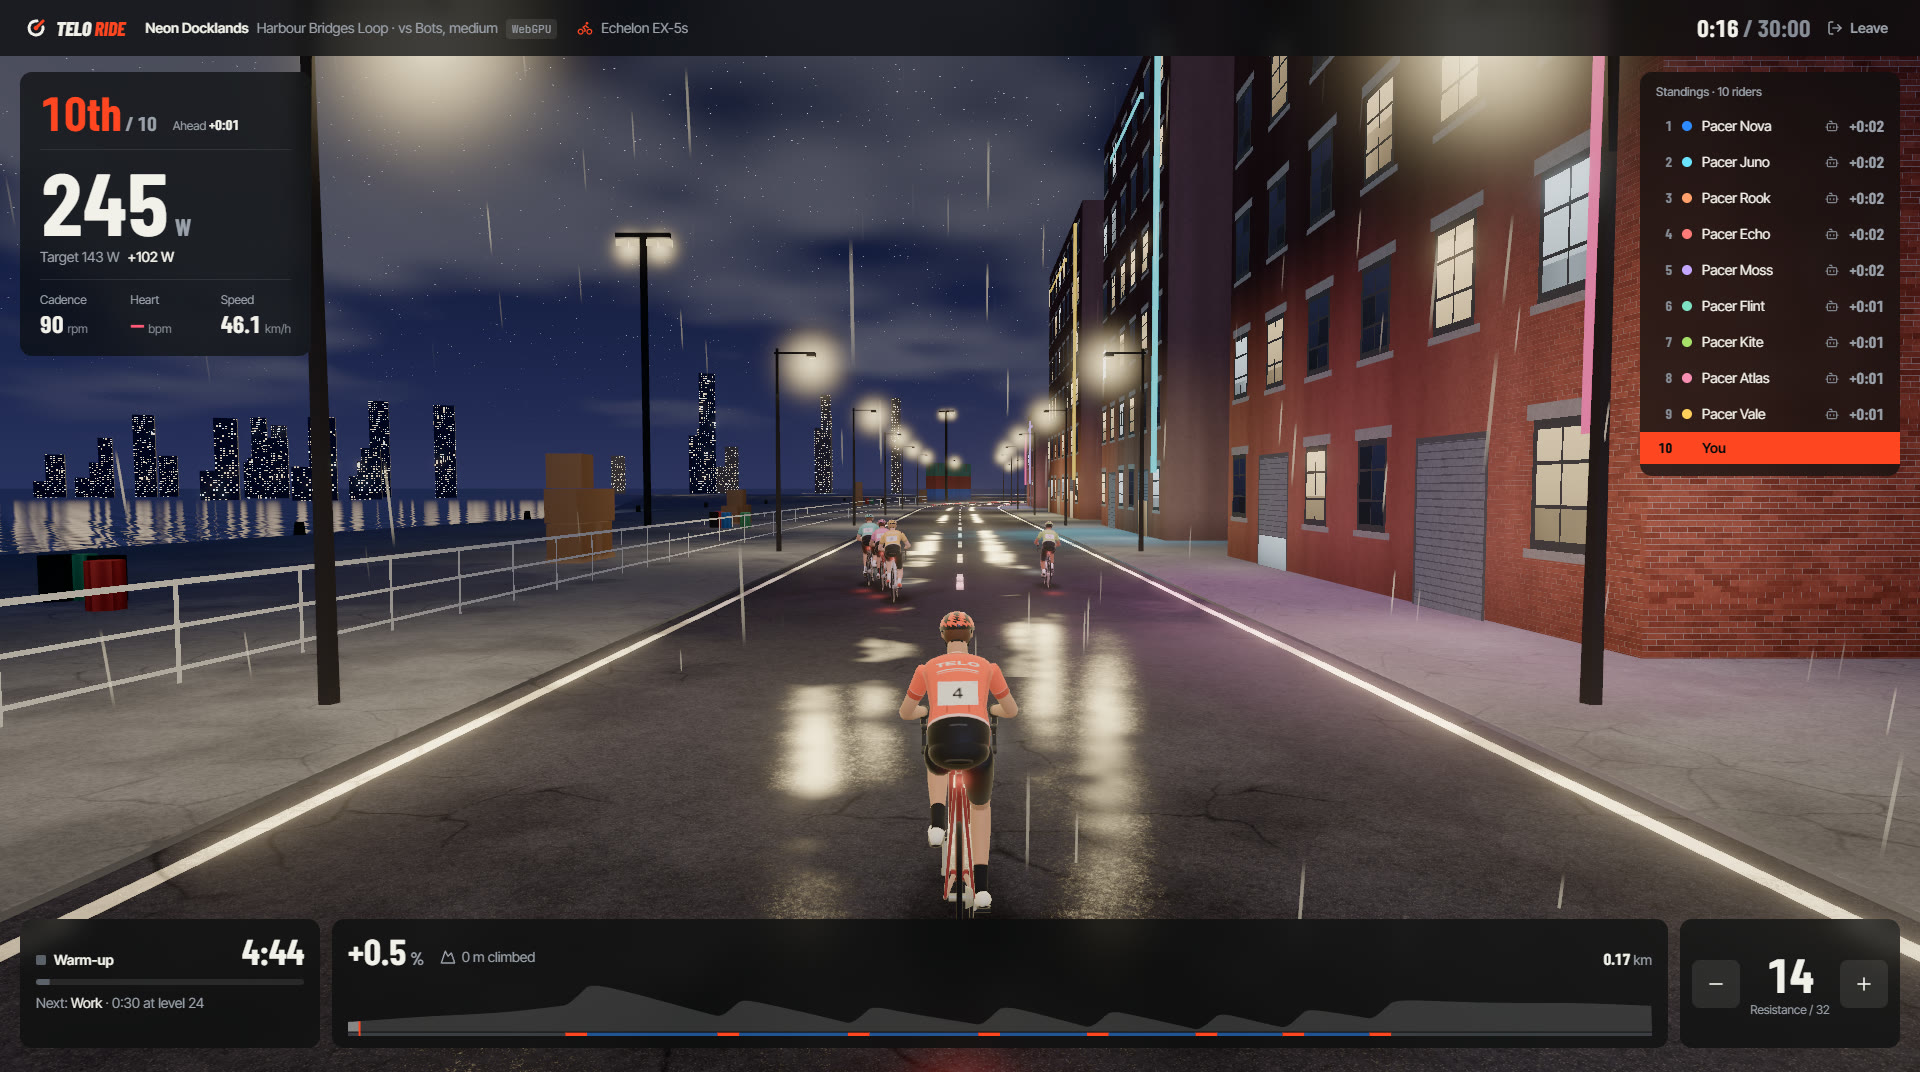 TELO RIDE Neon Docklands Harbour Bridges Loop · vs Bots, medium WebGPU Echelon EX-5s 0:16 / 30:00 Leave
10th / 10 Ahead +0:01
245 W
Target 143 W +102 W
Cadence Heart Speed
90 rpm – bpm 46.1 km/h
Standings · 10 riders
1 Pacer Nova +0:02
2 Pacer Juno +0:02
3 Pacer Rook +0:02
4 Pacer Echo +0:02
5 Pacer Moss +0:02
6 Pacer Flint +0:01
7 Pacer Kite +0:01
8 Pacer Atlas +0:01
9 Pacer Vale +0:01
10 You
TELO
4
Warm-up 4:44
Next: Work · 0:30 at level 24
+0.5 % 0 m climbed 0.17 km
− 14 +
Resistance / 32